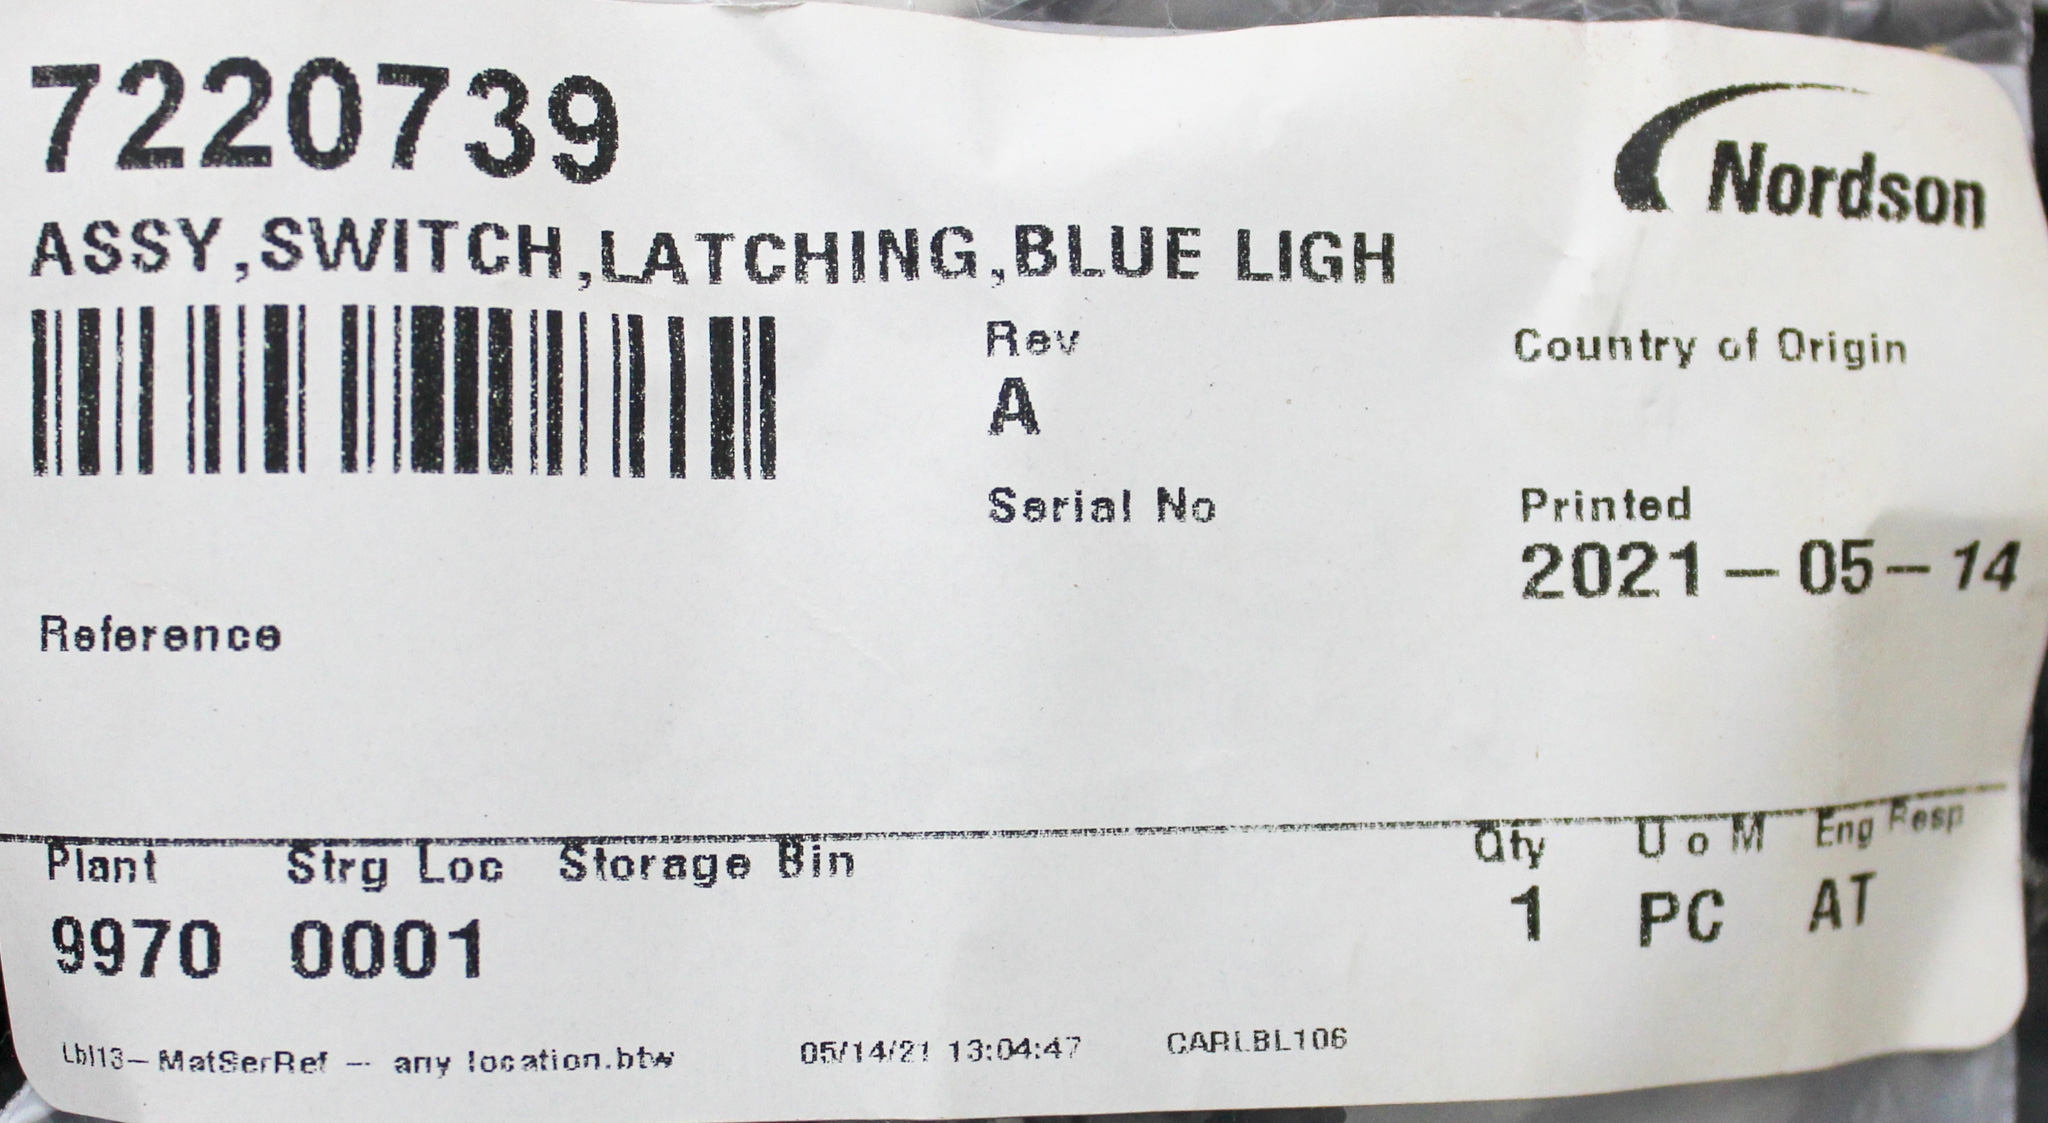 7220739
Nordson
ASSY,SWITCH,LATCHING,BLUE LIGH
Rev
Country of Origin
A
Serial No
Printed
2021-05-14
Reference
Plant Strg Loc Storage Bin Qty UoM Eng Resp
9970 0001 1 PC AT
Lbl13-MatSerRef - any location.btw 05/14/21 13:04:47 CARLBL106